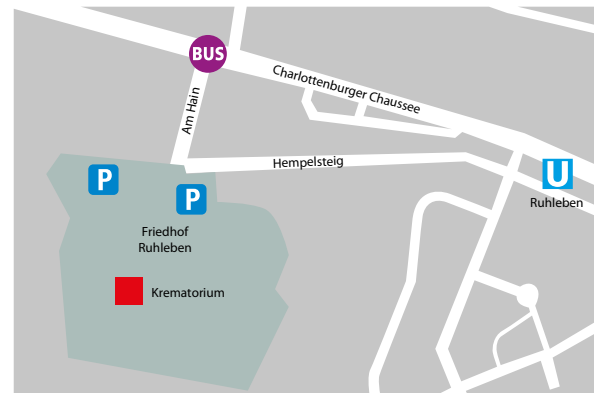 BUS
Charlottenburger Chaussee
Am Hain
Hempelsteig
U
Ruhleben
P
P
Friedhof
Ruhleben
Krematorium